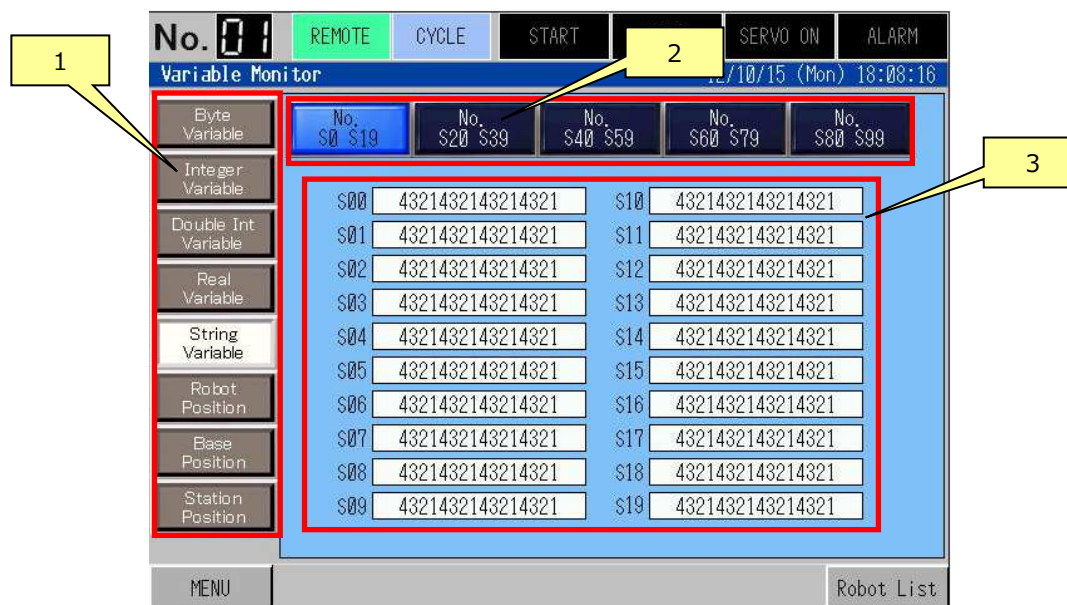 No. 01 REMOTE CYCLE START SERVO ON ALARM
1
2
Variable Monitor /10/15 (Mon) 18:08:16
Byte
Variable
No.
S0 S19
No.
S20 S39
No.
S40 S59
No.
S60 S79
No.
S80 S99
Integer
Variable
3
Double Int
Variable
Real
Variable
String
Variable
Robot
Position
Base
Position
Station
Position
S00 4321432143214321 S10 4321432143214321
S01 4321432143214321 S11 4321432143214321
S02 4321432143214321 S12 4321432143214321
S03 4321432143214321 S13 4321432143214321
S04 4321432143214321 S14 4321432143214321
S05 4321432143214321 S15 4321432143214321
S06 4321432143214321 S16 4321432143214321
S07 4321432143214321 S17 4321432143214321
S08 4321432143214321 S18 4321432143214321
S09 4321432143214321 S19 4321432143214321
MENU Robot List